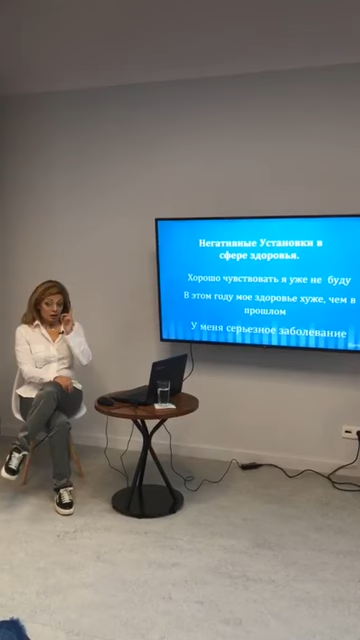 Негативные Установки в
сфере здоровья.
Хорошо чувствовать я уже не буду
В этом году мое здоровье хуже, чем в
прошлом
У меня серьезное заболевание